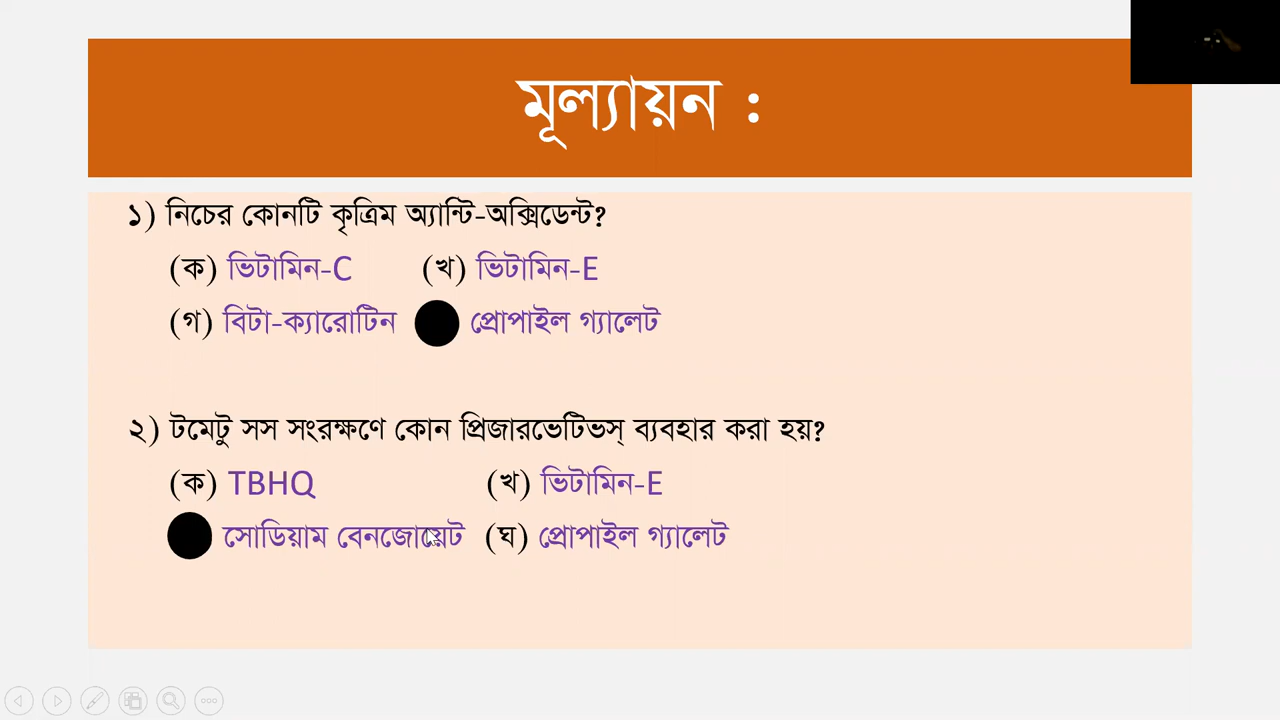 মূল্যায়ন :
১) নিচের কোনটি কৃত্রিম অ্যান্টি-অক্সিডেন্ট?
(ক) ভিটামিন-C (খ) ভিটামিন-E
(গ) বিটা-ক্যারোটিন প্রোপাইল গ্যালেট
২) টমেটু সস সংরক্ষণে কোন প্রিজারভেটিভস্ ব্যবহার করা হয়?
(ক) TBHQ (খ) ভিটামিন-E
সোডিয়াম বেনজোয়েট (ঘ) প্রোপাইল গ্যালেট